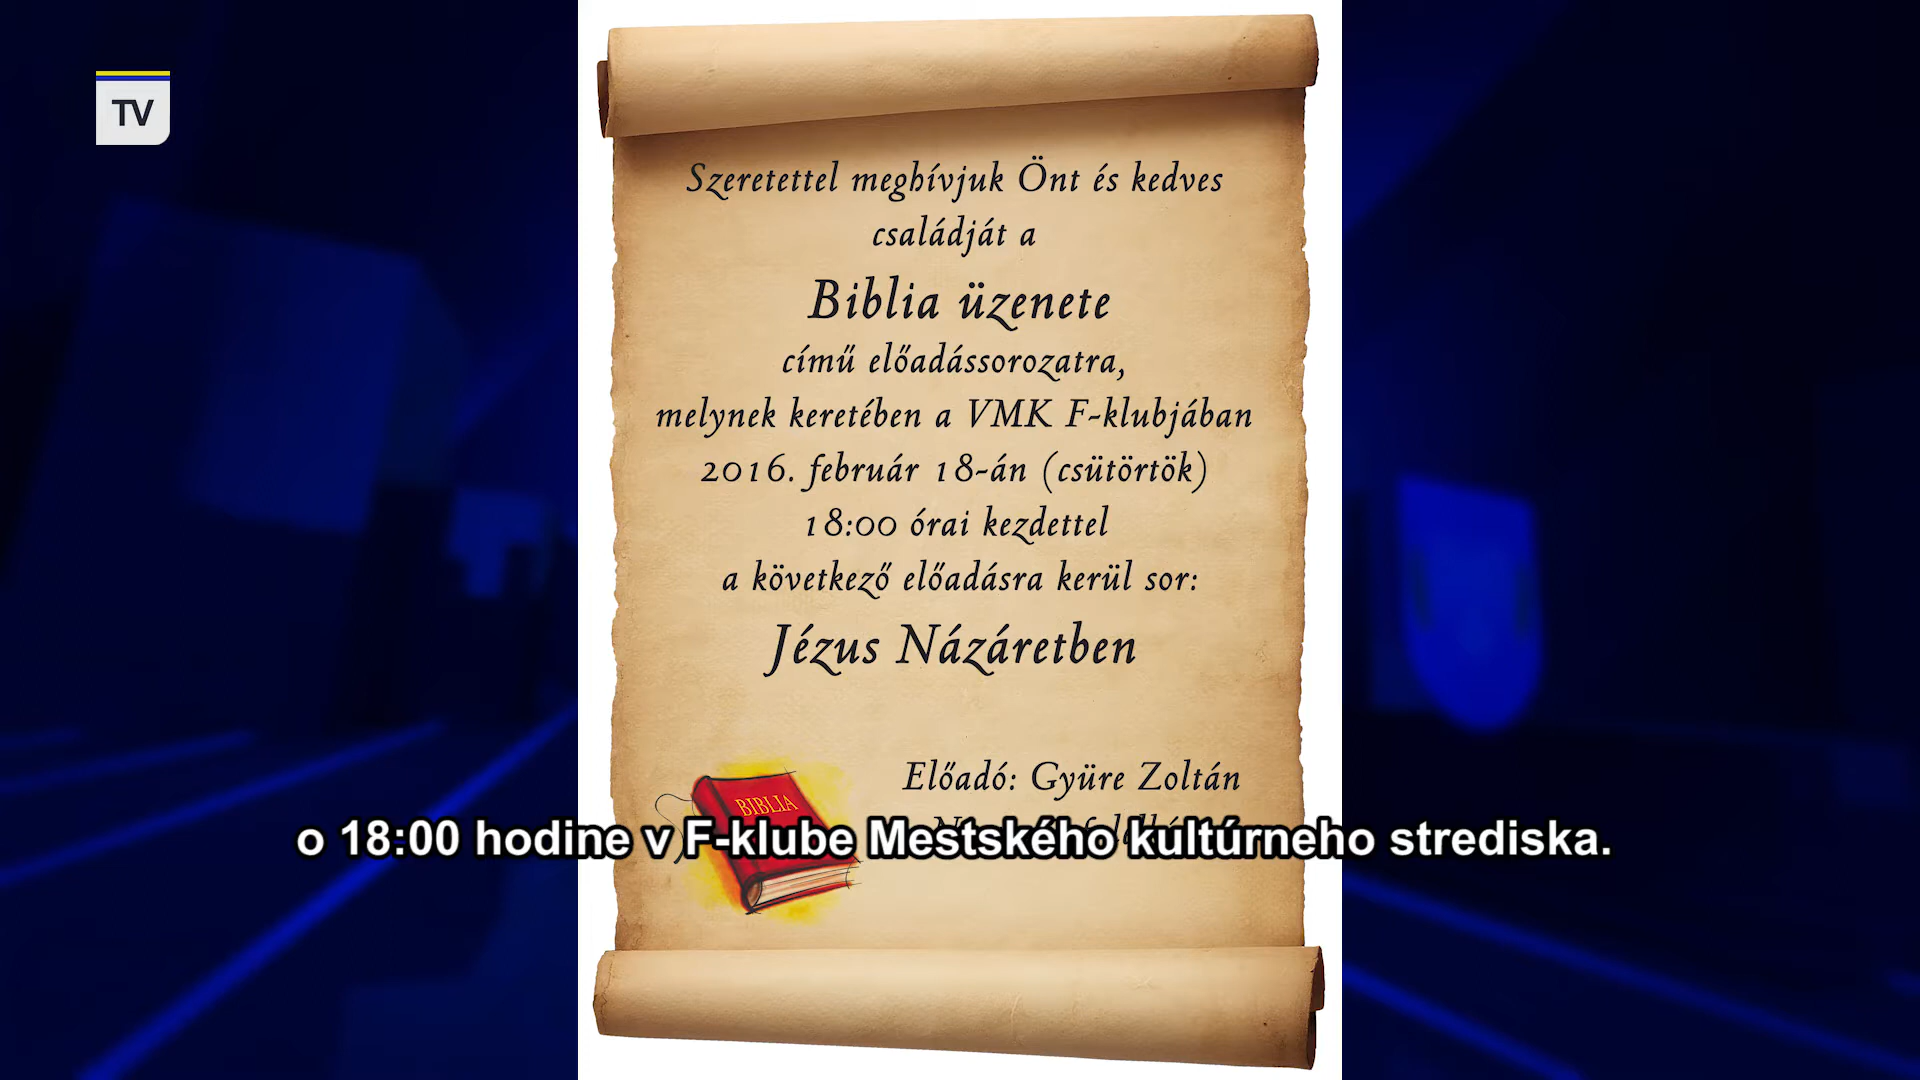 TV
Szeretettel meghívjuk Önt és kedves
családját a
Biblia üzenete
című előadássorozatra,
melynek keretében a VMK F-klubjában
2016. február 18-án (csütörtök)
18:00 órai kezdettel
a következő előadásra kerül sor:
Jézus Názáretben
Előadó: Gyüre Zoltán
BIBLIA
o 18:00 hodine v F-klube Mestského kultúrneho strediska.